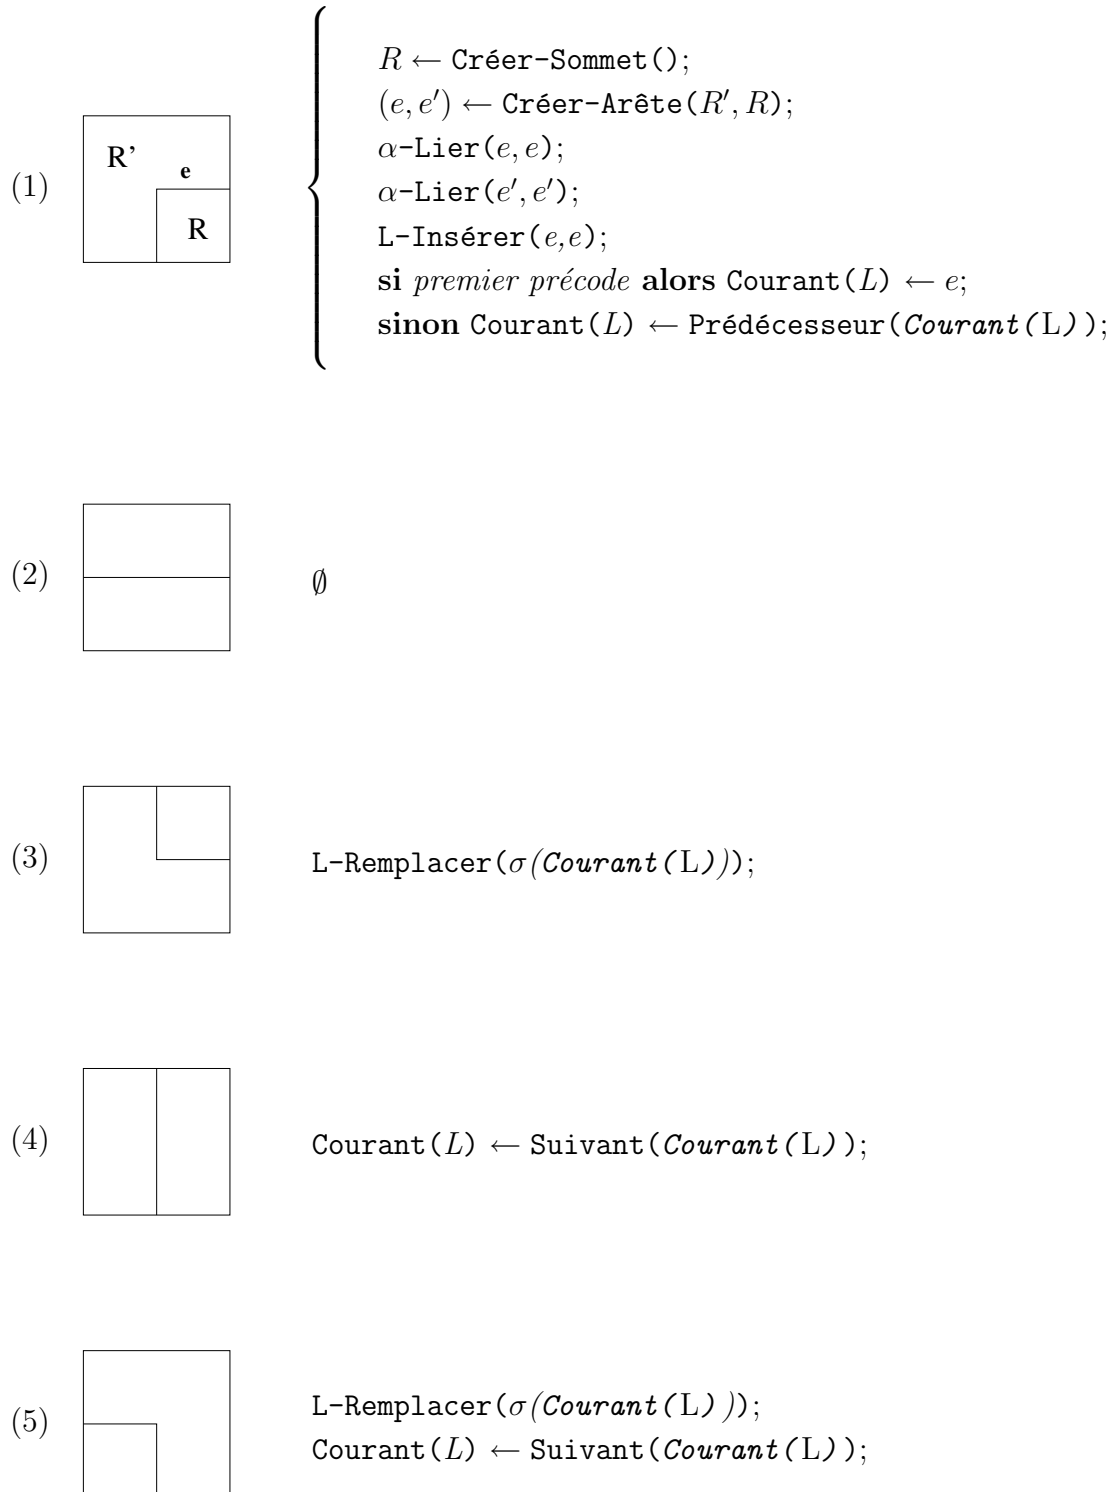 R ← Créer-Sommet();
(e, e′) ← Créer-Arête(R′, R);
α-Lier(e, e);
α-Lier(e′, e′);
L-Insérer(e,e);
si premier précode alors Courant(L) ← e;
sinon Courant(L) ← Prédécesseur(Courant(L));
(1)
R’
e
R
(2)
∅
(3)
L-Remplacer(σ(Courant(L)));
(4)
Courant(L) ← Suivant(Courant(L));
(5)
L-Remplacer(σ(Courant(L)));
Courant(L) ← Suivant(Courant(L));